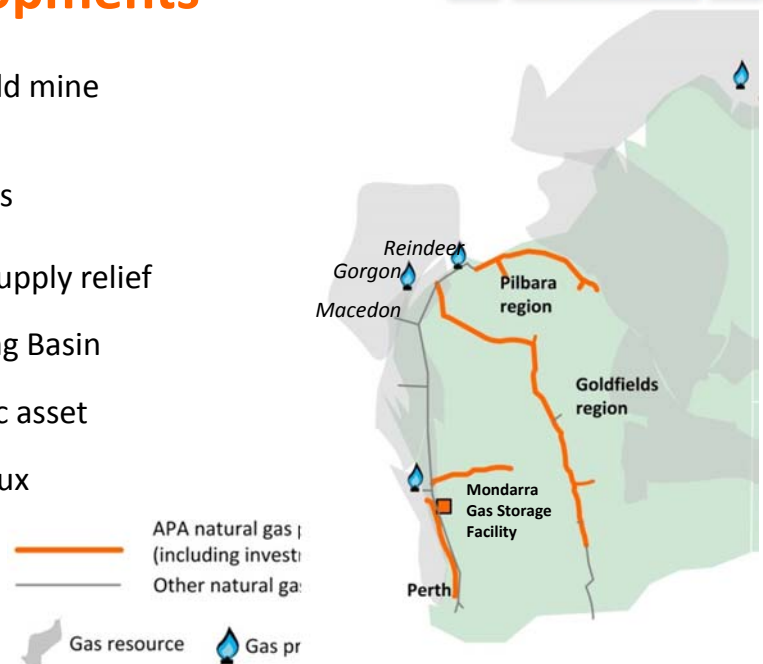 ld mine
s
upply relief
g Basin
c asset
ux
Reindeer
Gorgon
Macedon
Pilbara
region
Goldfields
region
Mondarra
Gas Storage
Facility
Perth
APA natural gas
(including invest
Other natural ga
Gas resource
Gas pr